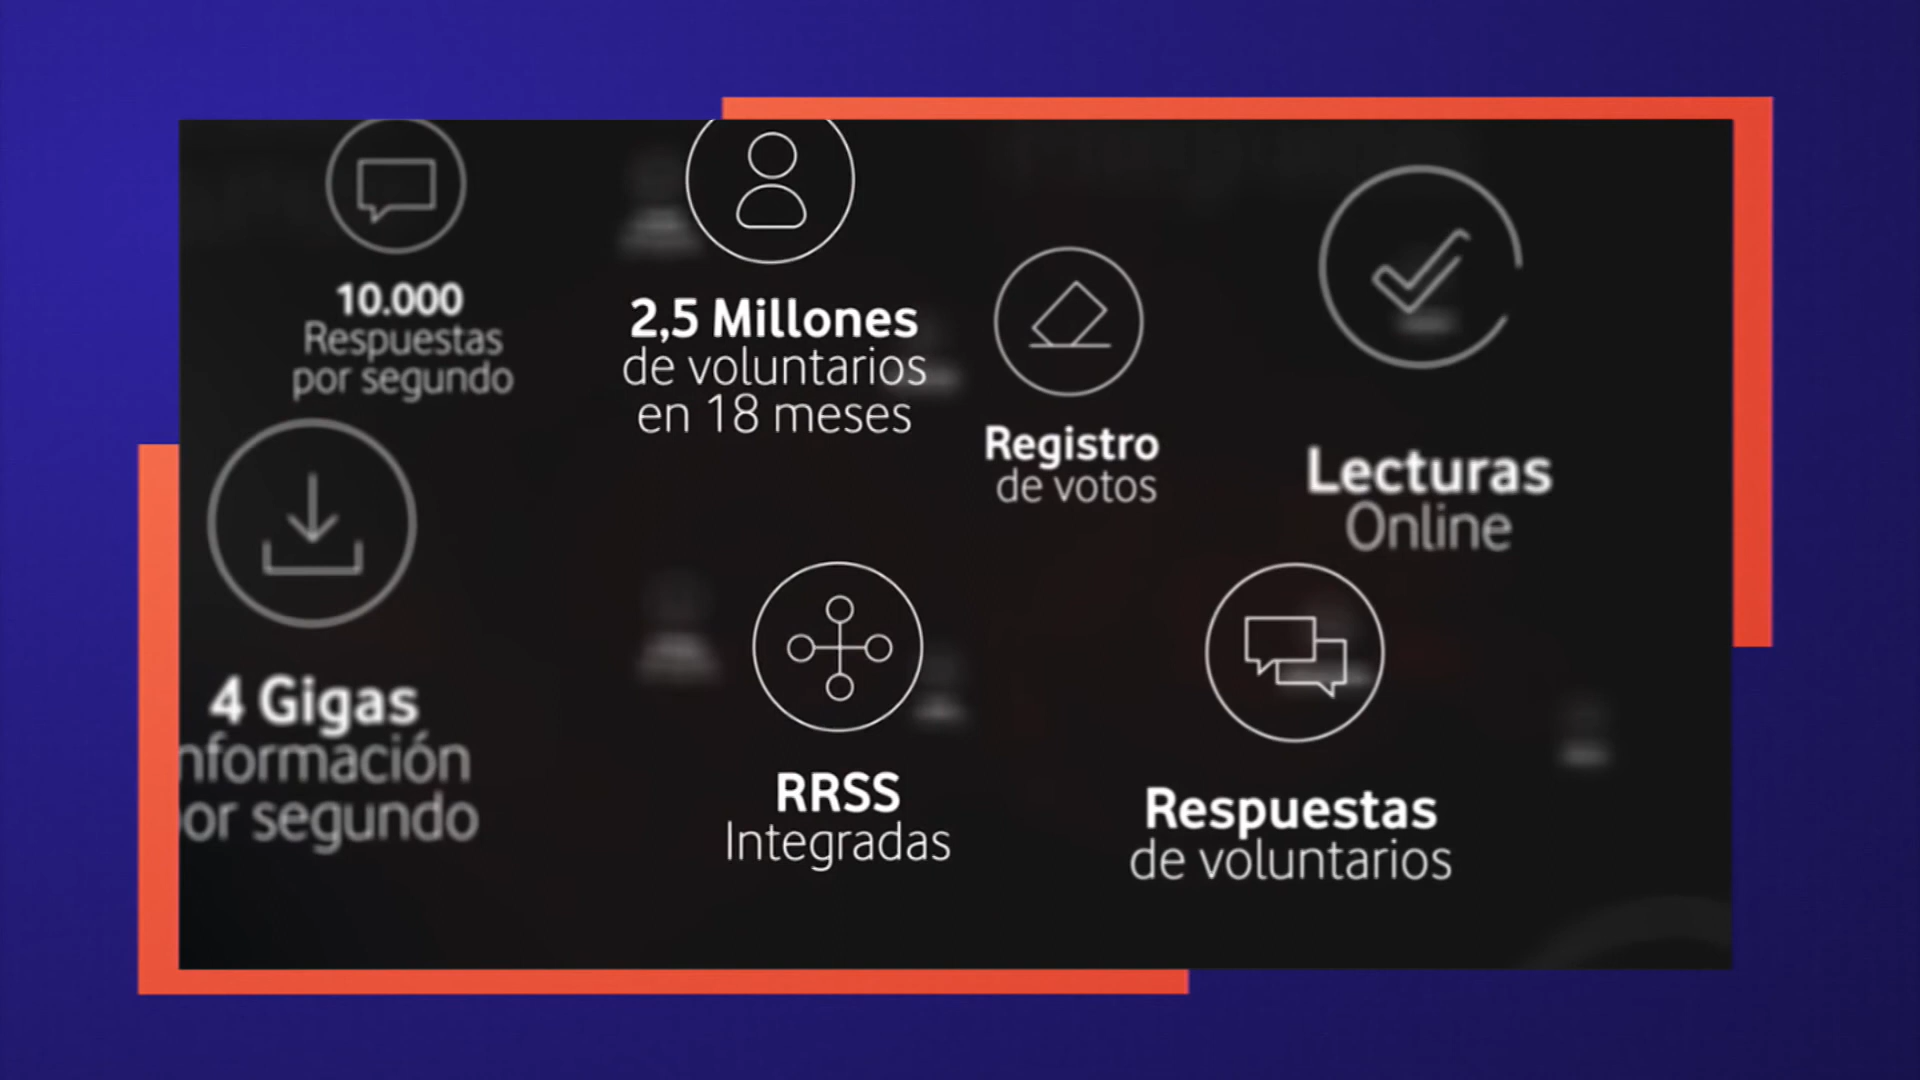 10.000
Respuestas
por segundo
2,5 Millones
de voluntarios
en 18 meses
Registro
de votos
Lecturas
Online
4 Gigas
nformación
or segundo
RRSS
Integradas
Respuestas
de voluntarios